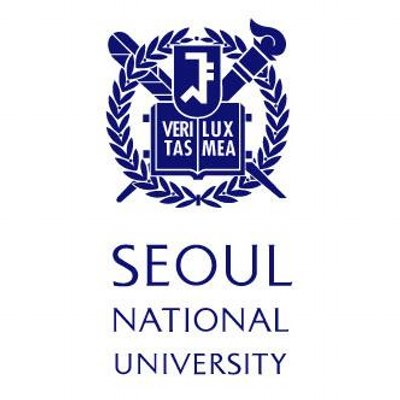 VERI LUX
TAS MEA
SEOUL
NATIONAL
UNIVERSITY